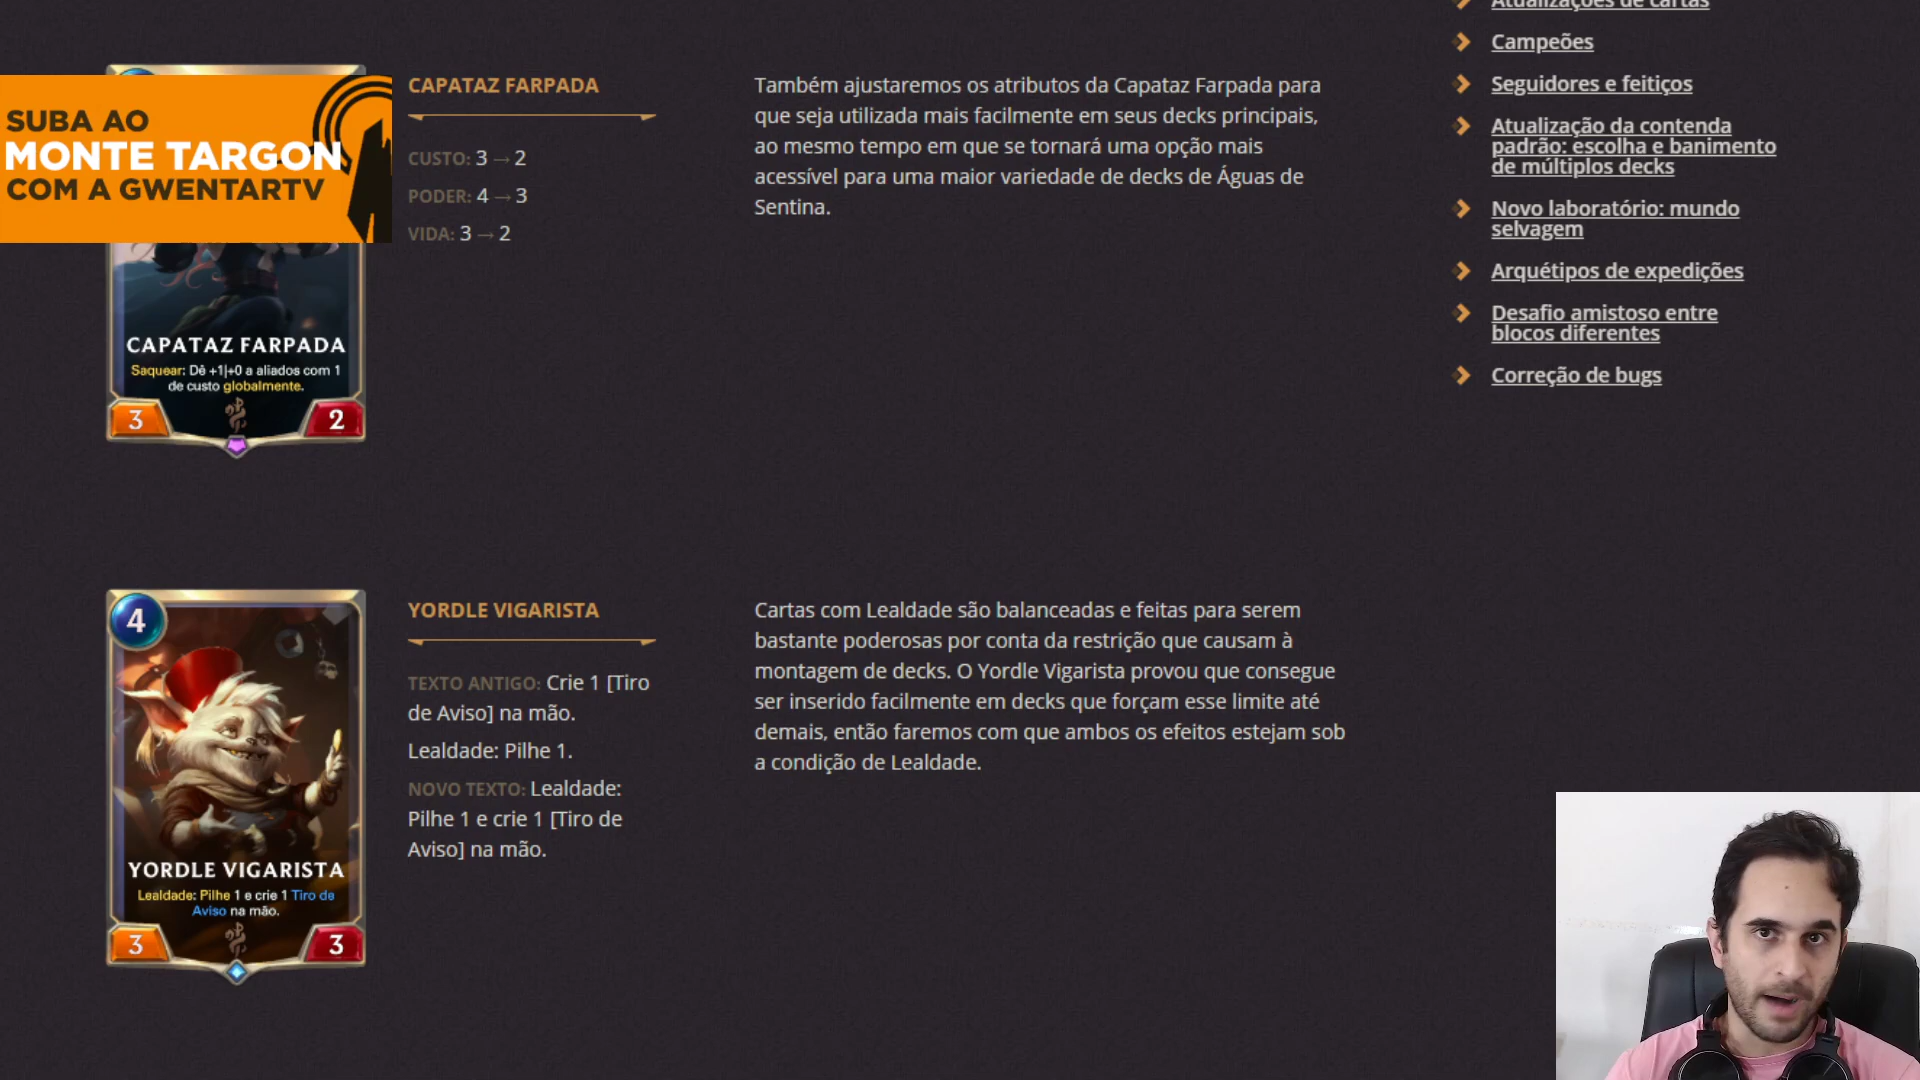 SUBA AO
MONTE TARGON
COM A GWENTARTV
CAPATAZ FARPADA
Saquear: Dê +1|+0 a aliados com 1
de custo globalmente.
3
2
CAPATAZ FARPADA
CUSTO: 3 → 2
PODER: 4 → 3
VIDA: 3 → 2
Também ajustaremos os atributos da Capataz Farpada para
que seja utilizada mais facilmente em seus decks principais,
ao mesmo tempo em que se tornará uma opção mais
acessível para uma maior variedade de decks de Águas de
Sentina.
4
YORDLE VIGARISTA
Lealdade: Pilhe 1 e crie 1 Tiro de
Aviso na mão.
3
3
YORDLE VIGARISTA
TEXTO ANTIGO: Crie 1 [Tiro
de Aviso] na mão.
Lealdade: Pilhe 1.
NOVO TEXTO: Lealdade:
Pilhe 1 e crie 1 [Tiro de
Aviso] na mão.
Cartas com Lealdade são balanceadas e feitas para serem
bastante poderosas por conta da restrição que causam à
montagem de decks. O Yordle Vigarista provou que consegue
ser inserido facilmente em decks que forçam esse limite até
demais, então faremos com que ambos os efeitos estejam sob
a condição de Lealdade.
Atualizações de cartas
Campeões
Seguidores e feitiços
Atualização da contenda
padrão: escolha e banimento
de múltiplos decks
Novo laboratório: mundo
selvagem
Arquétipos de expedições
Desafio amistoso entre
blocos diferentes
Correção de bugs